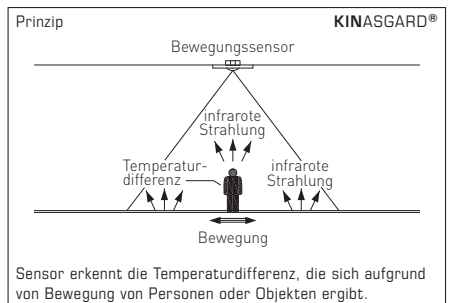 Prinzip
KINASGARD®
Bewegungssensor
infrarote
Strahlung
Temperatur-
differenz
infrarote
Strahlung
Bewegung
Sensor erkennt die Temperaturdifferenz, die sich aufgrund
von Bewegung von Personen oder Objekten ergibt.